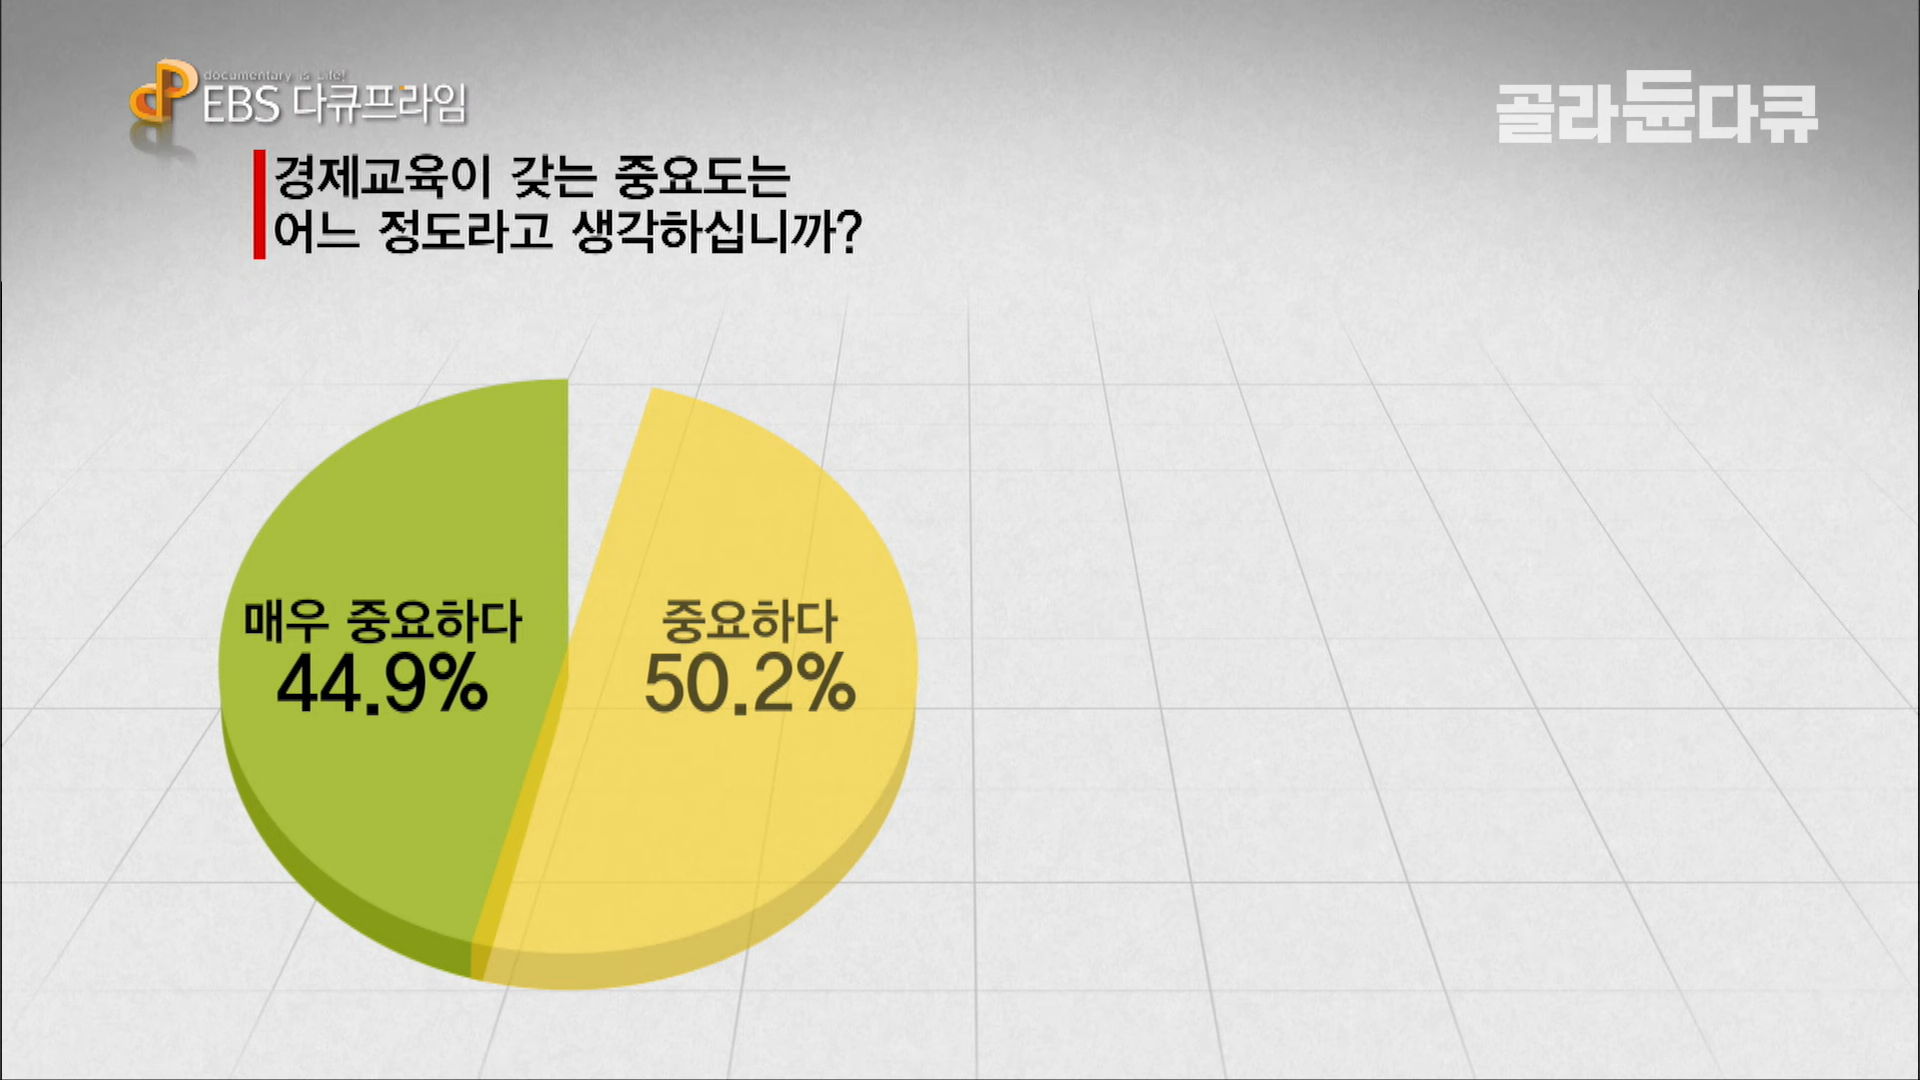 documentary is Life!
EBS 다큐프라임
골라둔다큐
경제교육이 갖는 중요도는
어느 정도라고 생각하십니까?
매우 중요하다
44.9%
중요하다
50.2%